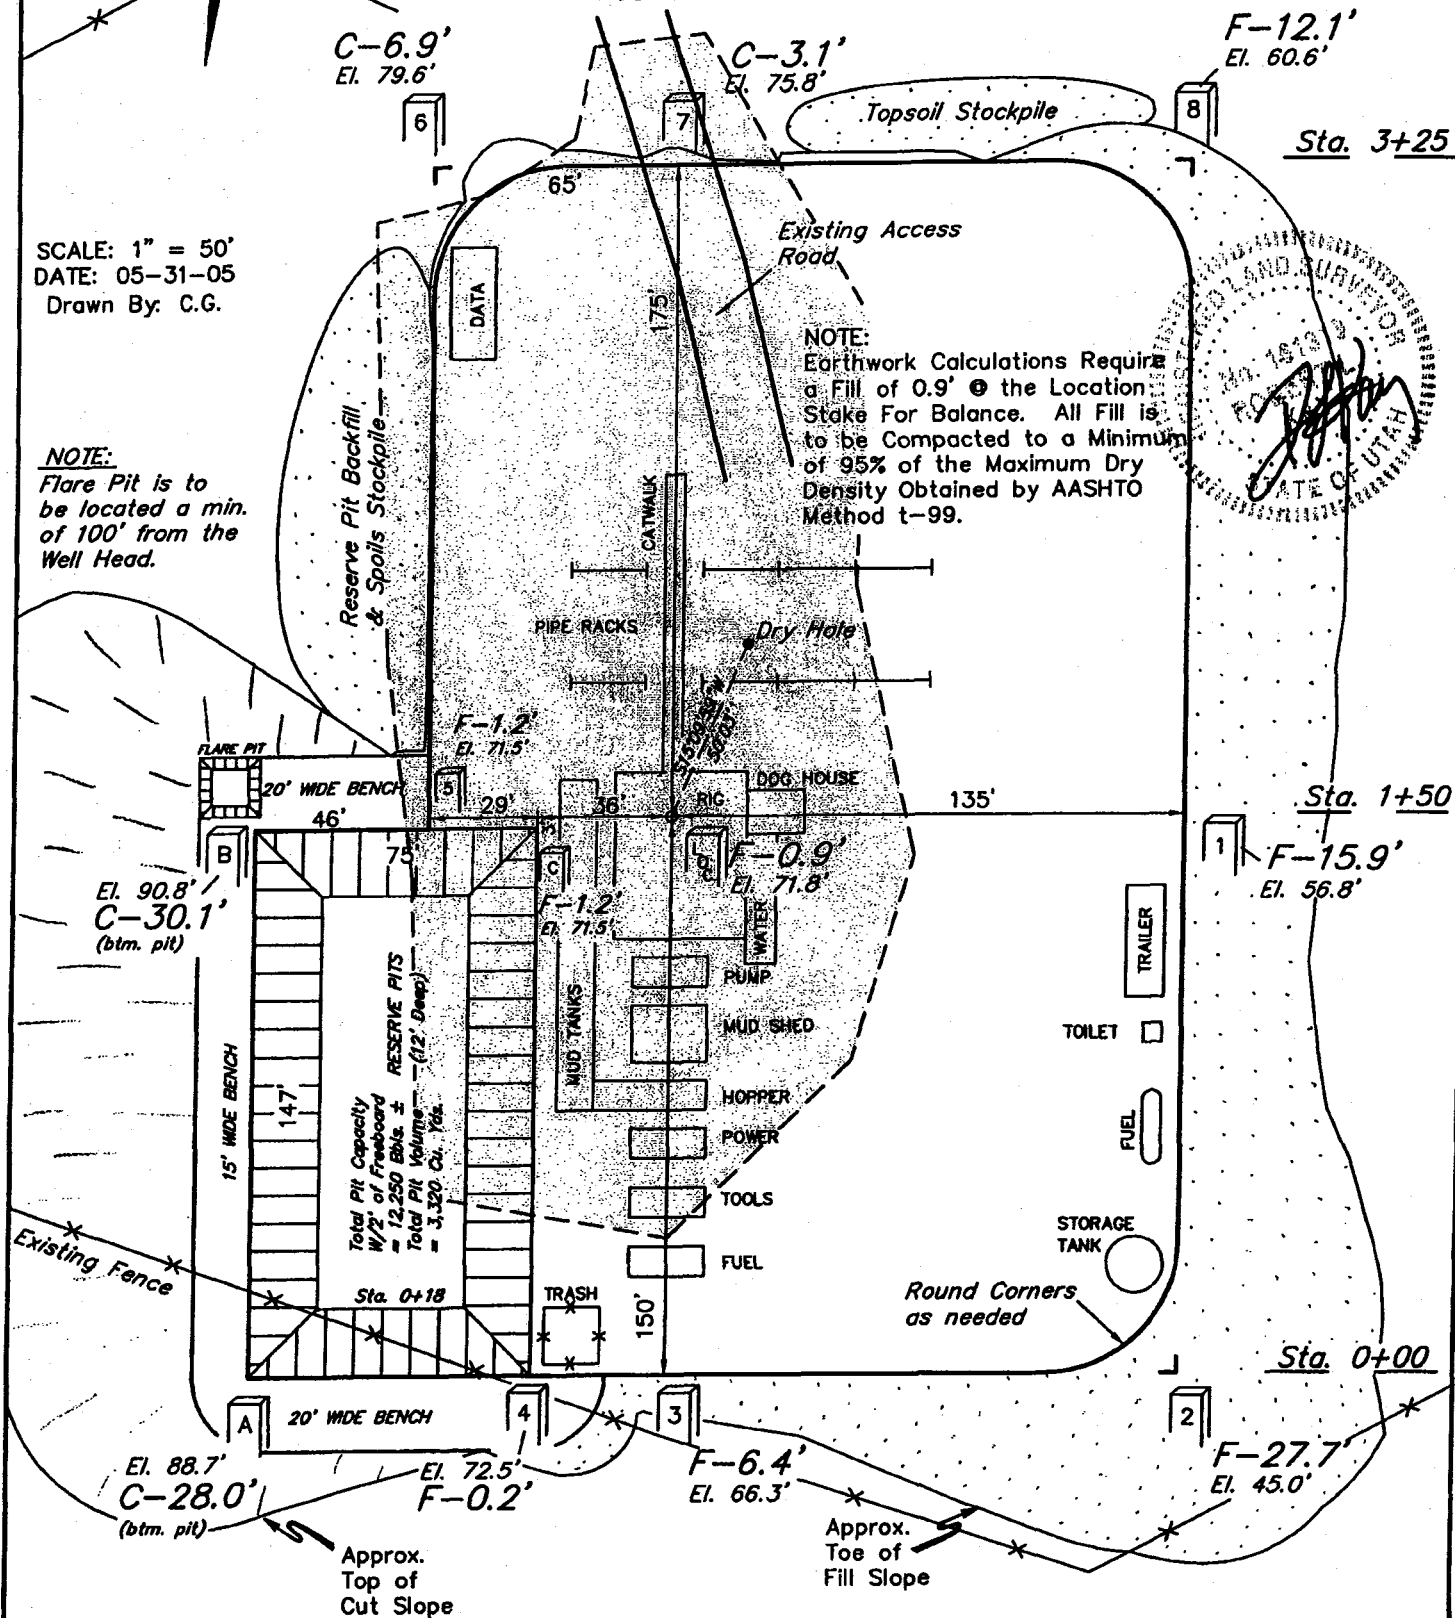 C-6.9'
El. 79.6'
C-3.1'
El. 75.8'
F-12.1'
El. 60.6'
6
7
8
Topsoil Stockpile
Sta. 3+25
65'
SCALE: 1" = 50'
DATE: 05-31-05
Drawn By: C.G.
Existing Access
Road
DATA
175'
NOTE:
Earthwork Calculations Require
a Fill of 0.9' @ the Location
Stake For Balance. All Fill is
to be Compacted to a Minimum
of 95% of the Maximum Dry
Density Obtained by AASHTO
Method t-99.
LAND SURVEYOR
STATE OF UTAH
NOTE:
Flare Pit is to
be located a min.
of 100' from the
Well Head.
Reserve Pit Backfill
& Spoils Stockpile
CATWALK
PIPE RACKS
Dry Hole
50.03'
F-1.2'
El. 71.5'
FLARE PIT
20' WIDE BENCH
5
46'
29'
36'
RIG
DOG HOUSE
135'
Sta. 1+50
B
75'
C
LOC
F-0.9'
El. 71.8'
1
F-15.9'
El. 56.8'
El. 90.8'
C-30.1'
(btm. pit)
F-1.2'
El. 71.5'
WATER
TRAILER
PUMP
MUD TANKS
MUD SHED
TOILET
RESERVE PITS
(12' Deep)
Total Pit Capacity
W/2' of Freeboard
= 12,250 Bbls. ±
Total Pit Volume
= 3,320 Cu. Yds.
15' WIDE BENCH
147'
HOPPER
POWER
FUEL
TOOLS
Existing Fence
STORAGE
TANK
FUEL
Sta. 0+18
TRASH
150'
Round Corners
as needed
Sta. 0+00
A
20' WIDE BENCH
4
3
2
El. 88.7'
C-28.0'
(btm. pit)
El. 72.5'
F-0.2'
F-6.4'
El. 66.3'
F-27.7'
El. 45.0'
Approx.
Top of
Cut Slope
Approx.
Toe of
Fill Slope